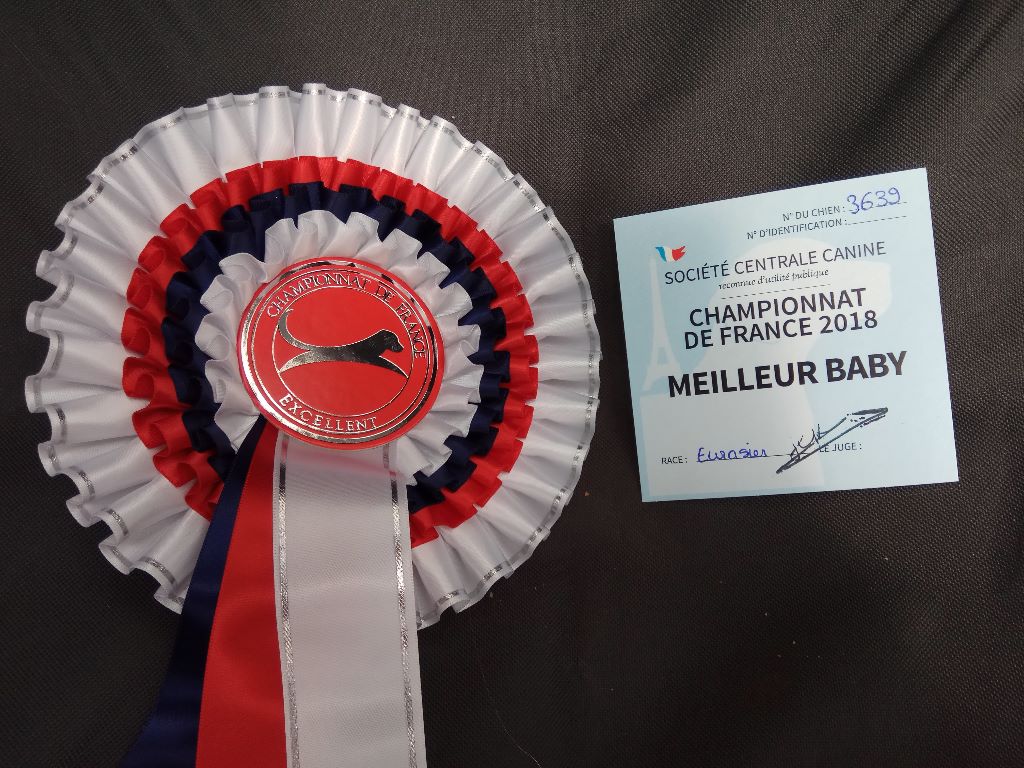 CHAMPIONNAT DE FRANCE
EXCELLENT
N° DU CHIEN : 3639
N° D'IDENTIFICATION :
SOCIÉTÉ CENTRALE CANINE
reconnue d'utilité publique
CHAMPIONNAT
DE FRANCE 2018
MEILLEUR BABY
RACE : Eurasier LE JUGE :